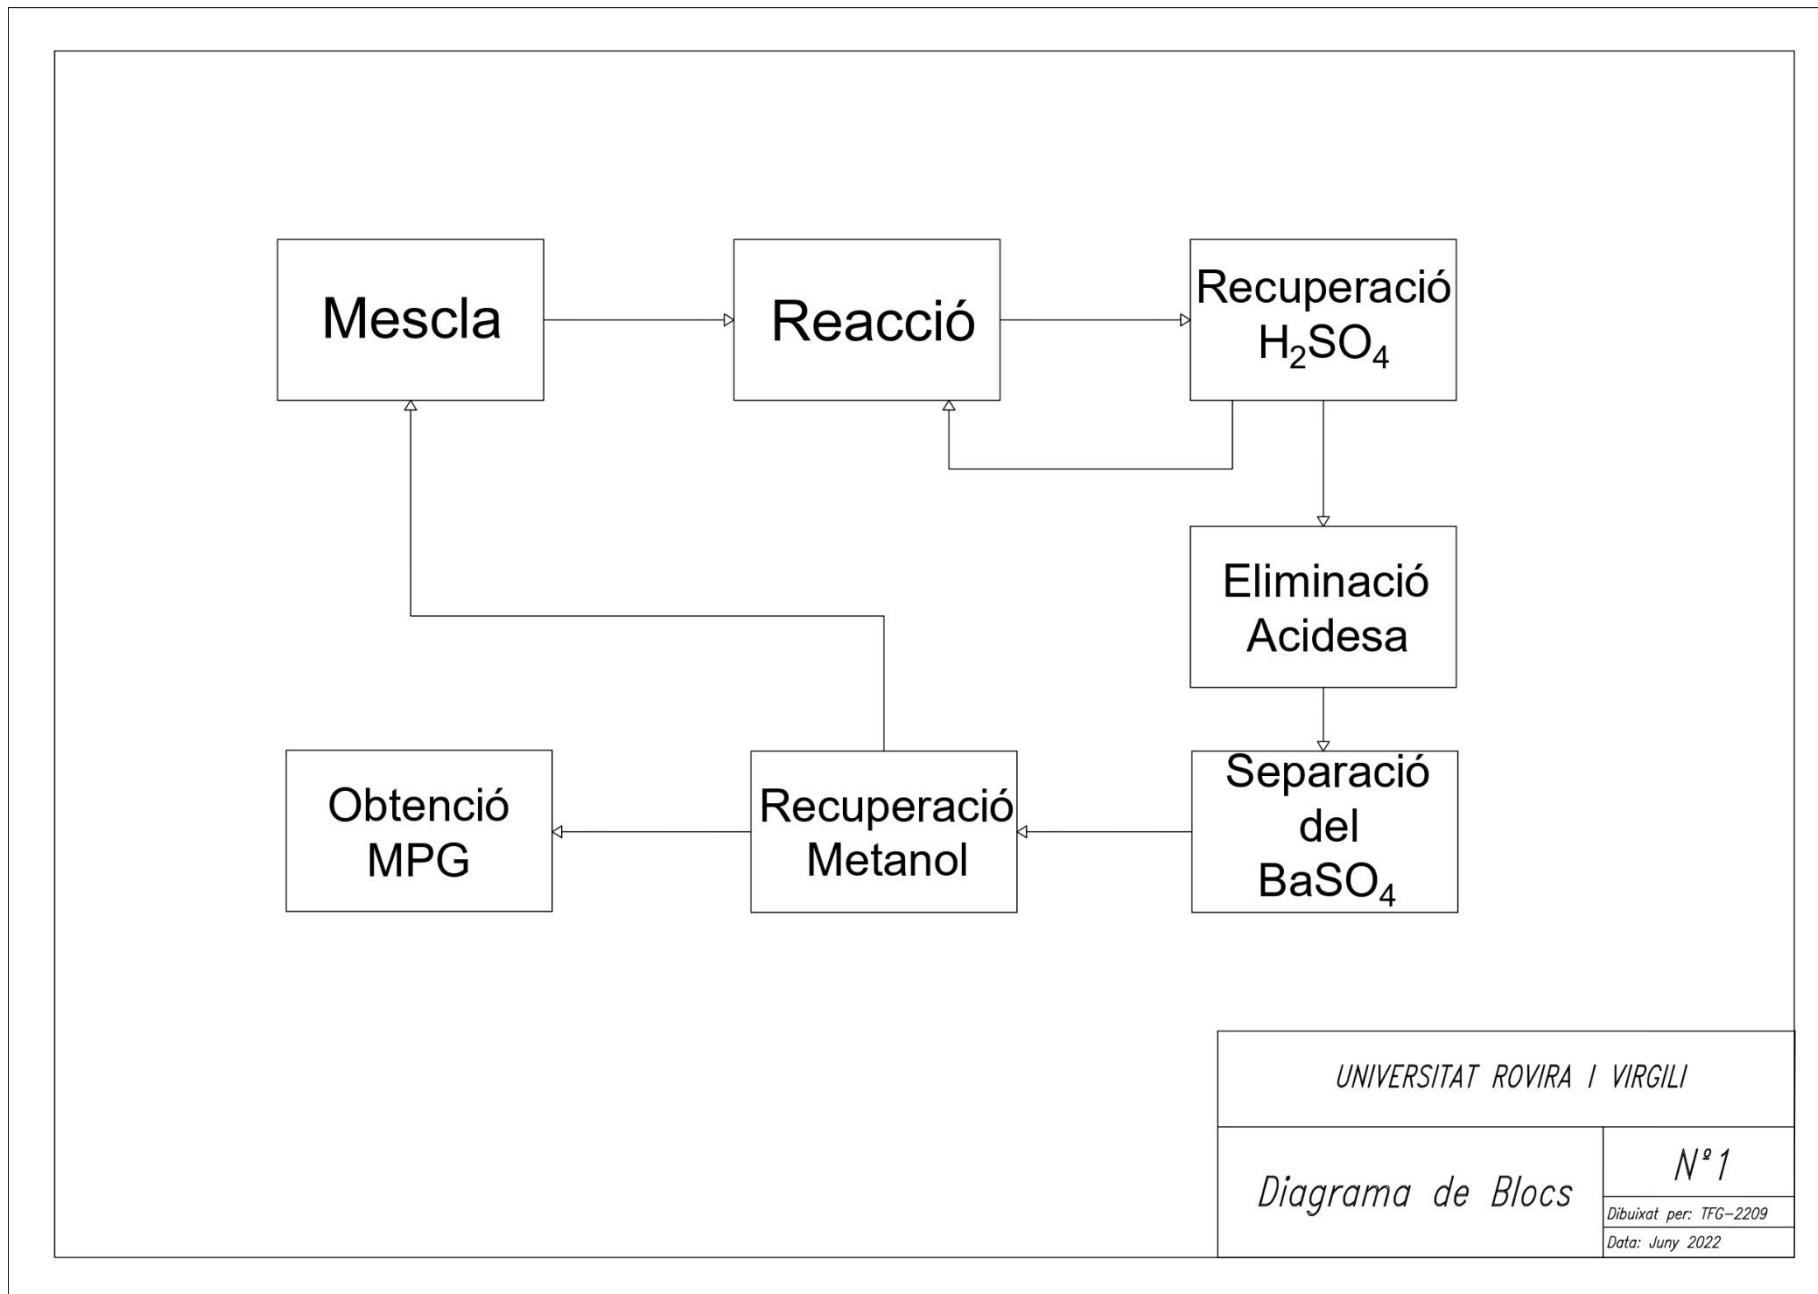 Mescla
Reacció
Recuperació
H₂SO₄
Eliminació
Acidesa
Obtenció
MPG
Recuperació
Metanol
Separació
del
BaSO₄
UNIVERSITAT ROVIRA I VIRGILI
Diagrama de Blocs
Nº1
Dibuixat per: TFG-2209
Data: Juny 2022